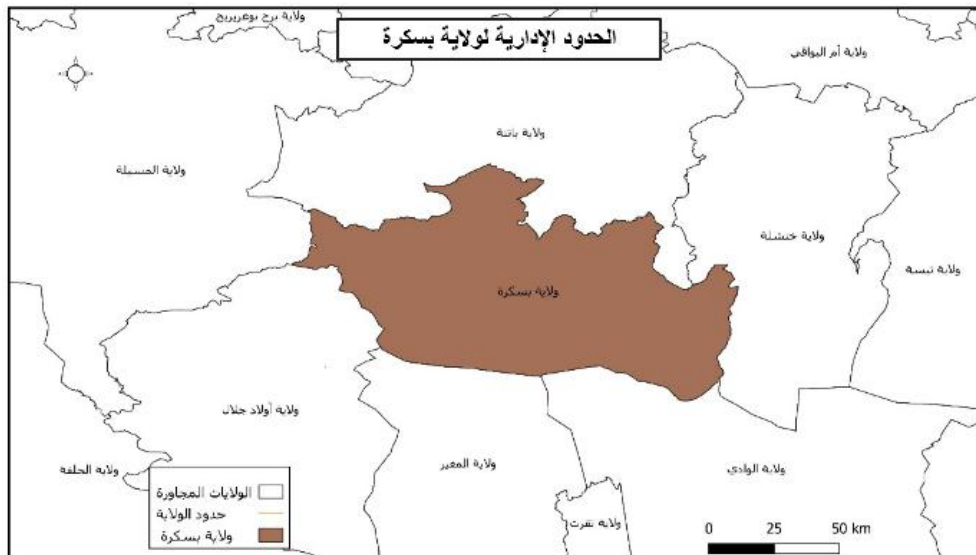 الحدود الإدارية لولاية بسكرة
ولاية برج بوعريريج
ولاية أم البواقي
ولاية باتنة
ولاية المسيلة
ولاية خنشلة
ولاية تبسة
ولاية بسكرة
ولاية أولاد جلال
ولاية الجلفة
ولاية المغير
ولاية الوادي
ولاية تقرت
الولايات المجاورة
حدود الولاية
ولاية بسكرة
0 25 50 km